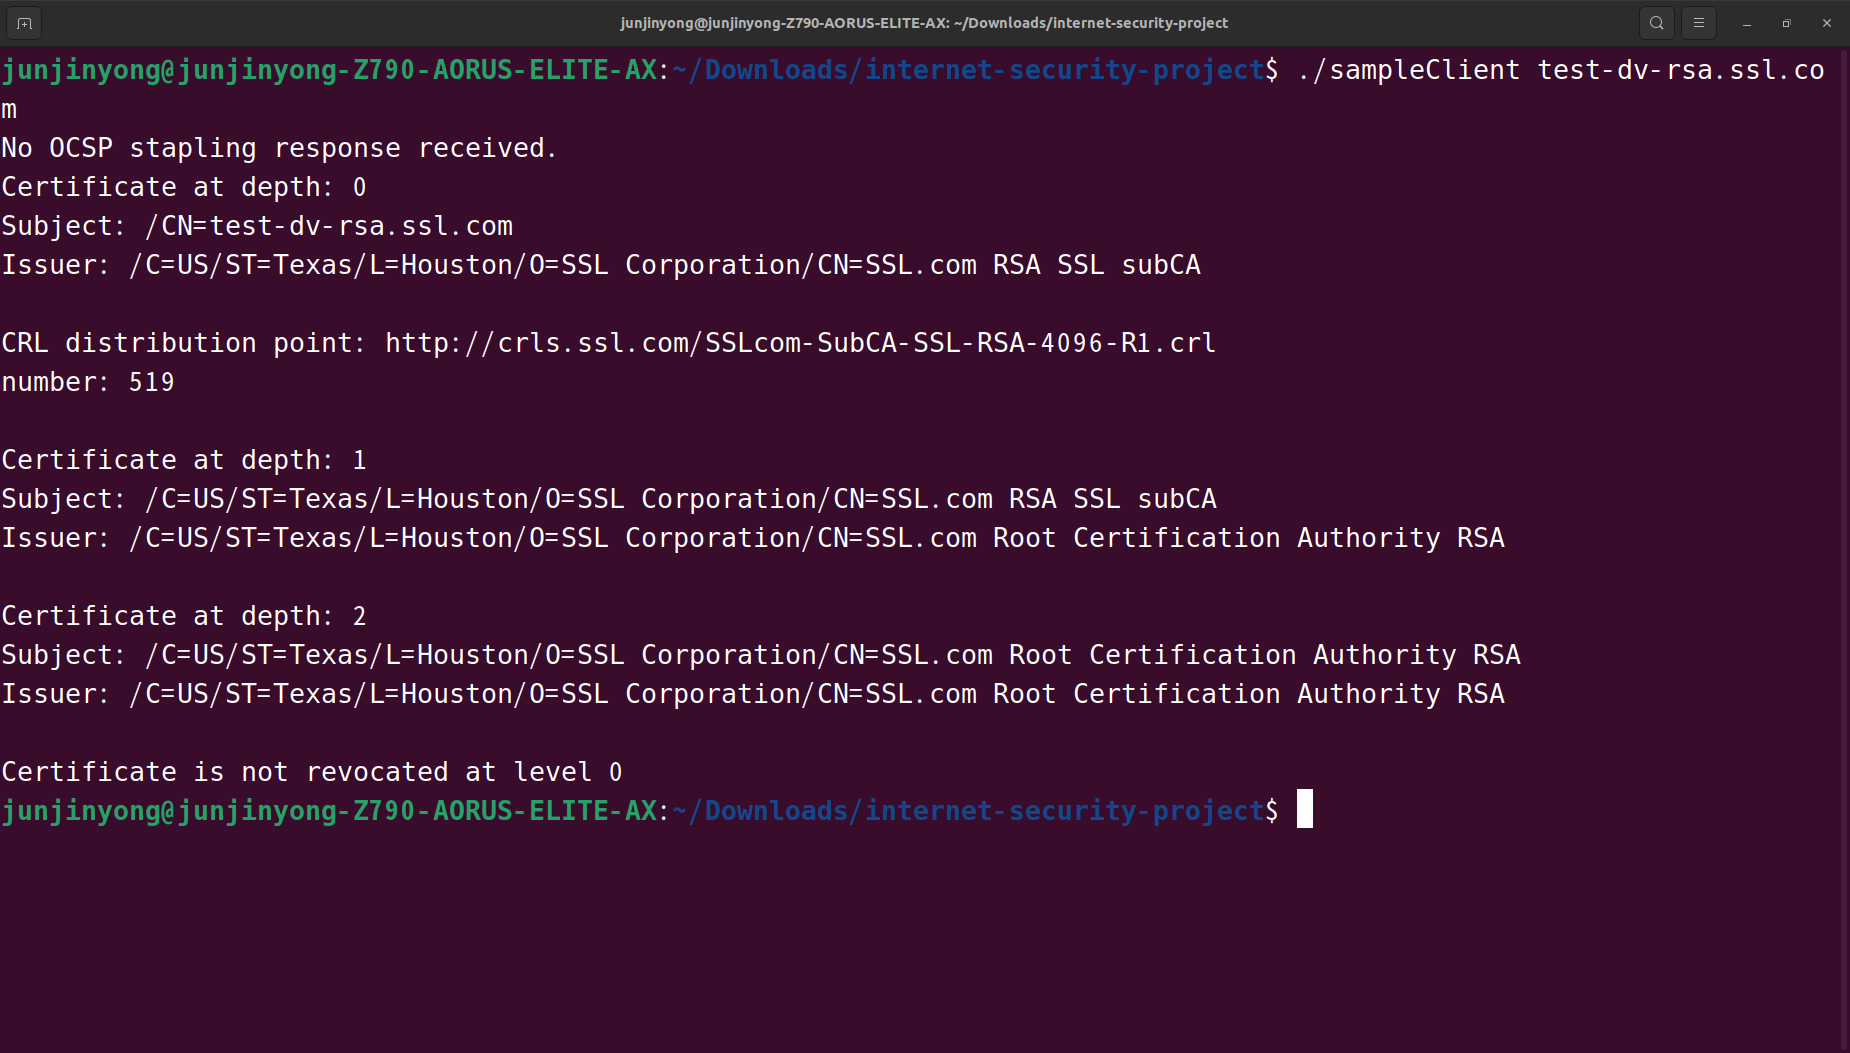 junjinyong@junjinyong-Z790-AORUS-ELITE-AX: ~/Downloads/internet-security-project
junjinyong@junjinyong-Z790-AORUS-ELITE-AX:~/Downloads/internet-security-project$ ./sampleClient test-dv-rsa.ssl.co
m
No OCSP stapling response received.
Certificate at depth: 0
Subject: /CN=test-dv-rsa.ssl.com
Issuer: /C=US/ST=Texas/L=Houston/O=SSL Corporation/CN=SSL.com RSA SSL subCA
CRL distribution point: http://crls.ssl.com/SSLcom-SubCA-SSL-RSA-4096-R1.crl
number: 519
Certificate at depth: 1
Subject: /C=US/ST=Texas/L=Houston/O=SSL Corporation/CN=SSL.com RSA SSL subCA
Issuer: /C=US/ST=Texas/L=Houston/O=SSL Corporation/CN=SSL.com Root Certification Authority RSA
Certificate at depth: 2
Subject: /C=US/ST=Texas/L=Houston/O=SSL Corporation/CN=SSL.com Root Certification Authority RSA
Issuer: /C=US/ST=Texas/L=Houston/O=SSL Corporation/CN=SSL.com Root Certification Authority RSA
Certificate is not revocated at level 0
junjinyong@junjinyong-Z790-AORUS-ELITE-AX:~/Downloads/internet-security-project$